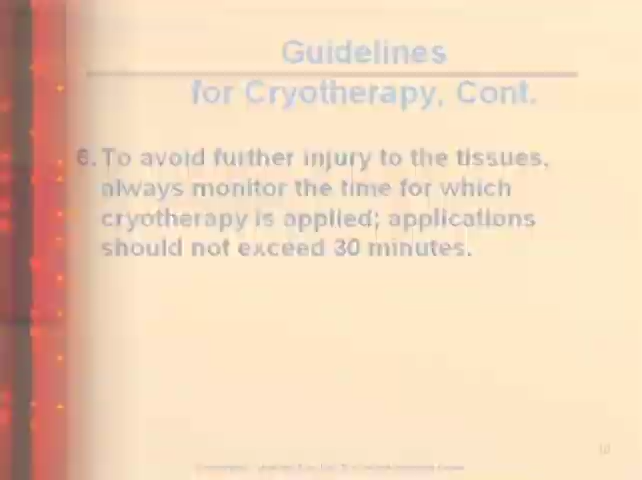 Guidelines
for Cryotherapy, Cont.
6. To avoid further injury to the tissues,
always monitor the time for which
cryotherapy is applied; applications
should not exceed 30 minutes.